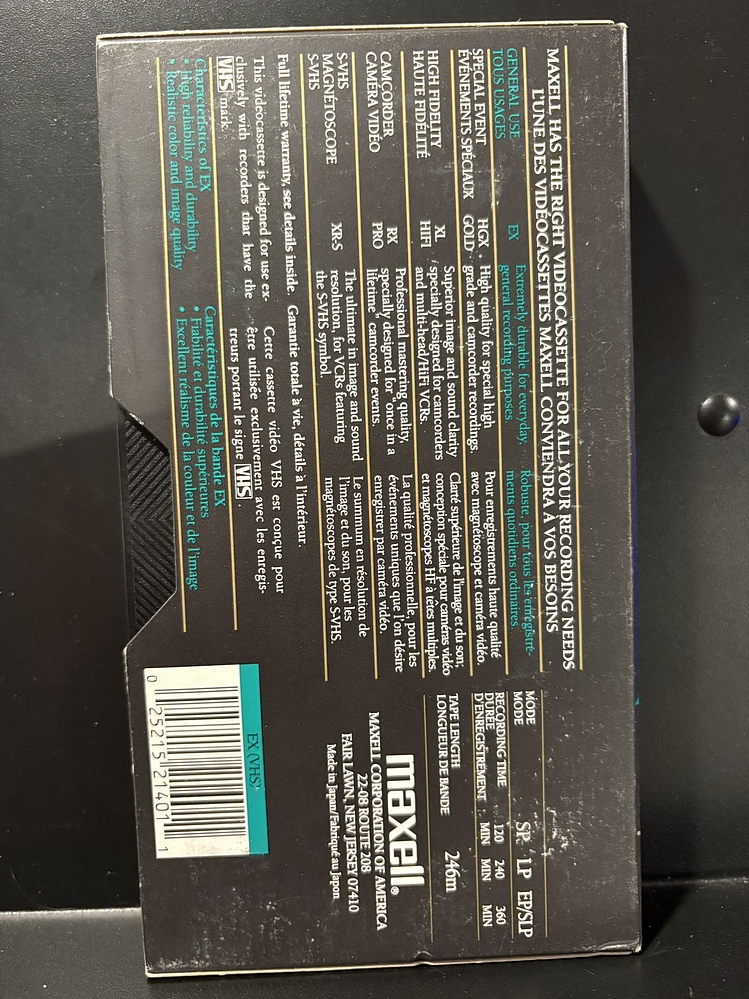 MAXELL HAS THE RIGHT VIDEOCASSETTE FOR ALL YOUR RECORDING NEEDS
L'UNE DES VIDÉOCASSETTES MAXELL CONVIENDRA À VOS BESOINS
GENERAL USE
TOUS USAGES
EX
Extremely durable for everyday,
general recording purposes.
Robuste, pour tous les enregistre-
ments quotidiens ordinaires.
SPECIAL EVENT
ÉVÉNEMENTS SPÉCIAUX
HGX
GOLD
High quality for special high
grade and camcorder recordings.
Pour enregistrements haute qualité
avec magnétoscope et caméra vidéo.
HIGH FIDELITY
HAUTE FIDÉLITÉ
XL
HIFI
Superior image and sound clarity
specially designed for camcorders
and multi-head/HiFi VCRs.
Clarté supérieure de l'image et du son;
conception spéciale pour caméras vidéo
et magnétoscopes HF à têtes multiples.
CAMCORDER
CAMÉRA VIDÉO
RX
PRO
Professional mastering quality,
specially designed for "once in a
lifetime" camcorder events.
La qualité professionnelle, pour les
événements uniques que l'on désire
enregistrer par caméra vidéo.
S-VHS
MAGNÉTOSCOPE
S-VHS
XR-S
The ultimate in image and sound
resolution, for VCRs featuring
the S-VHS symbol.
Le summum en résolution de
l'image et du son, pour les
magnétoscopes de type S-VHS.
Full lifetime warranty, see details inside.
Garantie totale à vie, détails à l'intérieur.
This videocassette is designed for use ex-
clusively with recorders that have the
VHS mark.
Cette cassette vidéo VHS est conçue pour
être utilisée exclusivement avec les enregis-
treurs portant le signe VHS.
Characteristics of EX
• High reliability and durability
• Realistic color and image quality
Caractéristiques de la bande EX
• Fiabilité et durabilité supérieures
• Excellent réalisme de la couleur et de l'image
MODE
MODE
SP LP EP/SLP
RECORDING TIME
DURÉE
D'ENREGISTREMENT
120 240 360
MIN MIN MIN
TAPE LENGTH
LONGUEUR DE BANDE
246m
maxell®
MAXELL CORPORATION OF AMERICA
22-08 ROUTE 208
FAIR LAWN, NEW JERSEY 07410
Made in Japan/Fabriqué au Japon
EX (VHS)
0 25215 21401 1